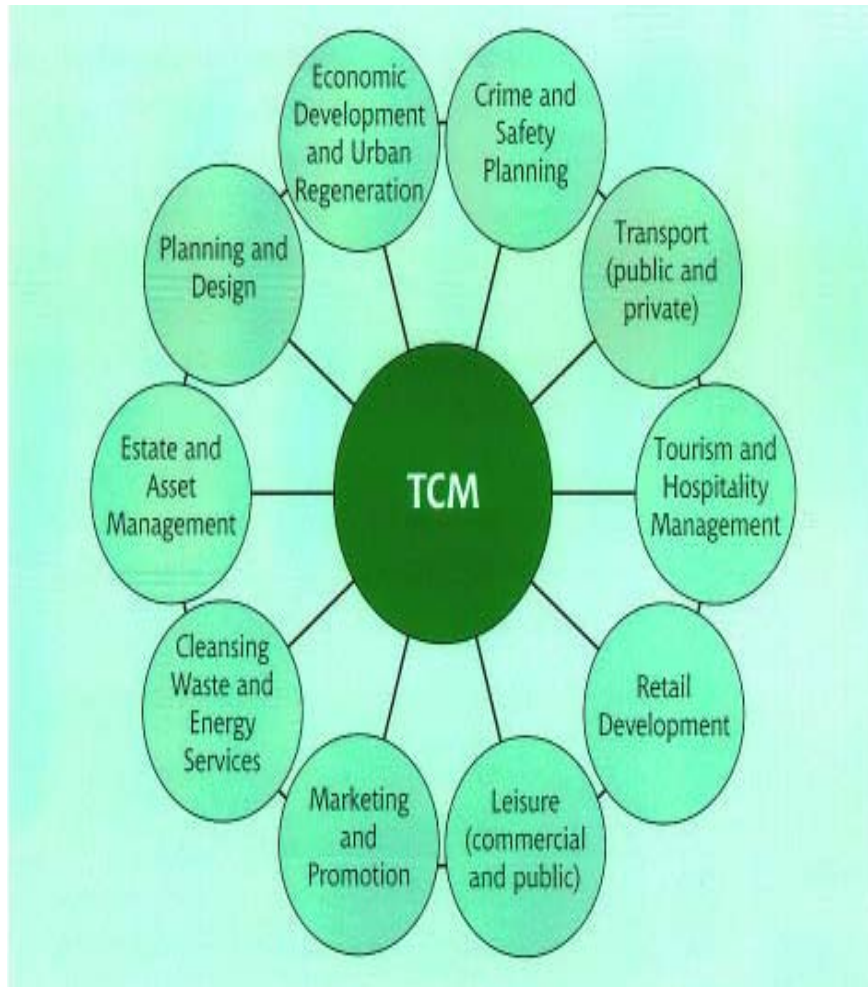 Economic
Development
and Urban
Regeneration
Crime and
Safety
Planning
Transport
(public and
private)
Tourism and
Hospitality
Management
Retail
Development
Leisure
(commercial
and public)
Marketing
and
Promotion
Cleansing
Waste and
Energy
Services
Estate and
Asset
Management
Planning and
Design
TCM